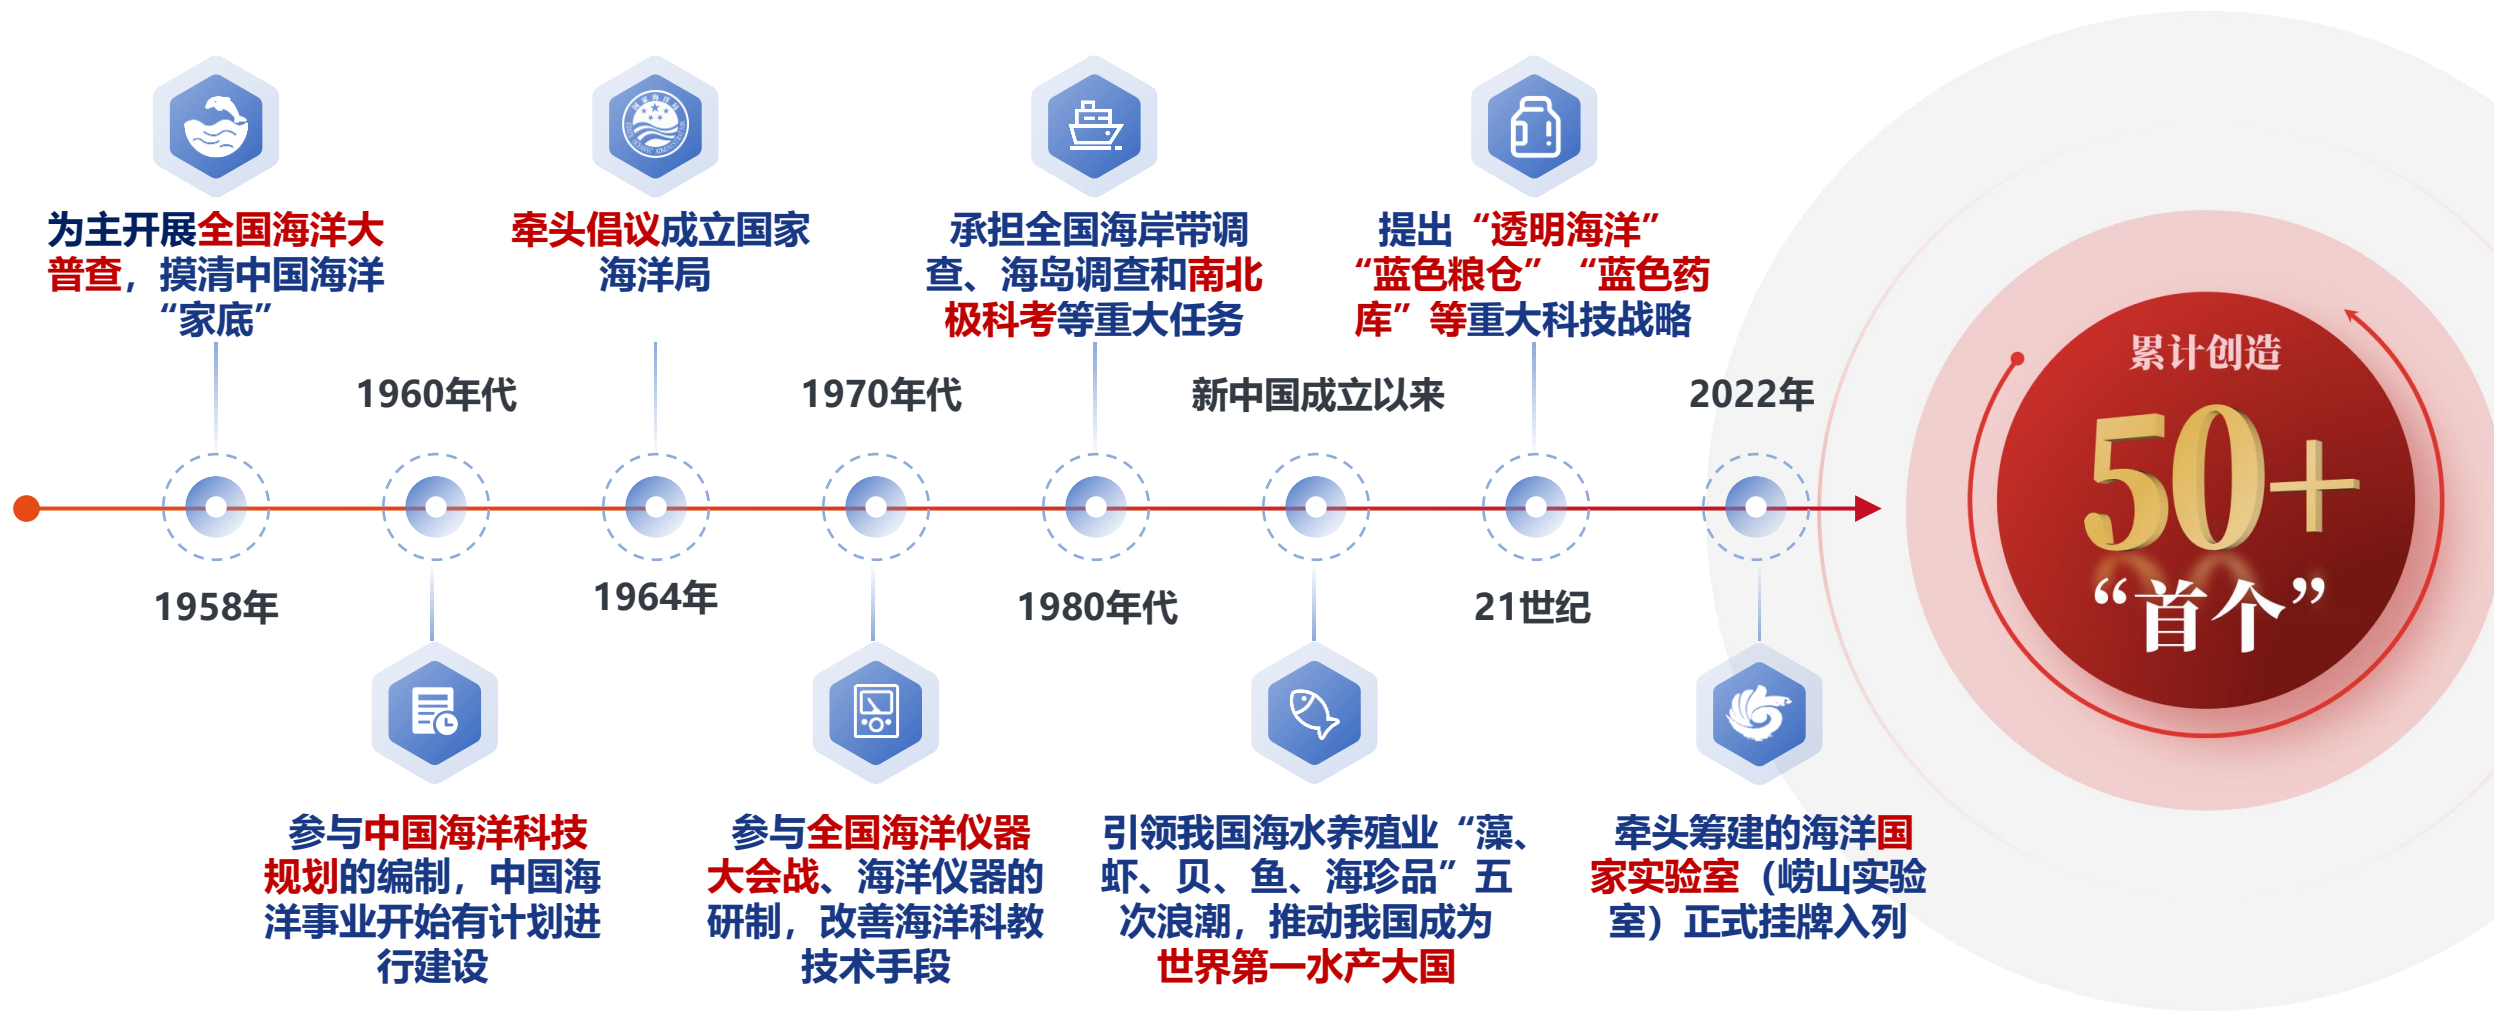 为主开展全国海洋大
普查，摸清中国海洋
“家底”
1958年
1960年代
参与中国海洋科技
规划的编制，中国海
洋事业开始有计划进
行建设
牵头倡议成立国家
海洋局
1964年
1970年代
参与全国海洋仪器
大会战、海洋仪器的
研制，改善海洋科教
技术手段
承担全国海岸带调
查、海岛调查和南北
极科考等重大任务
1980年代
新中国成立以来
引领我国海水养殖业“藻、
虾、贝、鱼、海珍品”五
次浪潮，推动我国成为
世界第一水产大国
提出“透明海洋”
“蓝色粮仓”“蓝色药
库”等重大科技战略
21世纪
2022年
牵头筹建的海洋国
家实验室（崂山实验
室）正式挂牌入列
累计创造
50+
“首个”